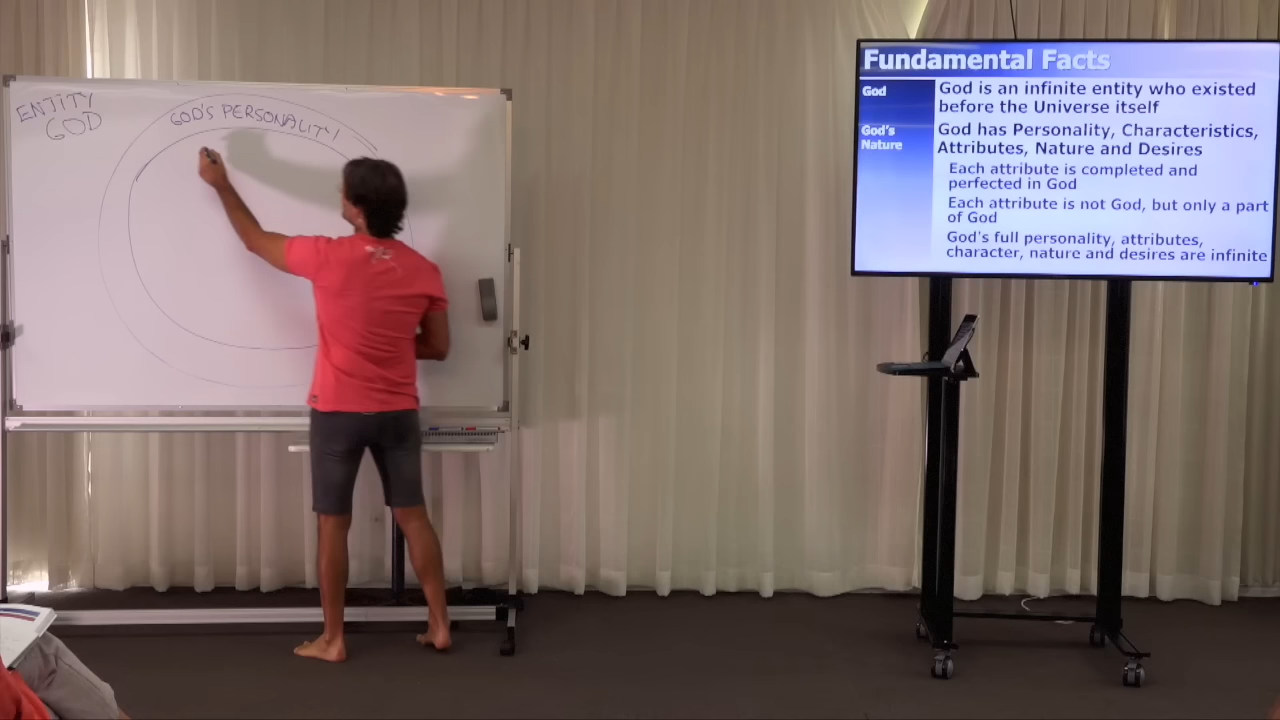 ENTITY
GOD
GOD'S PERSONALITY
Fundamental Facts
God
God is an infinite entity who existed
before the Universe itself
God's
Nature
God has Personality, Characteristics,
Attributes, Nature and Desires
Each attribute is completed and
perfected in God
Each attribute is not God, but only a part
of God
God's full personality, attributes,
character, nature and desires are infinite